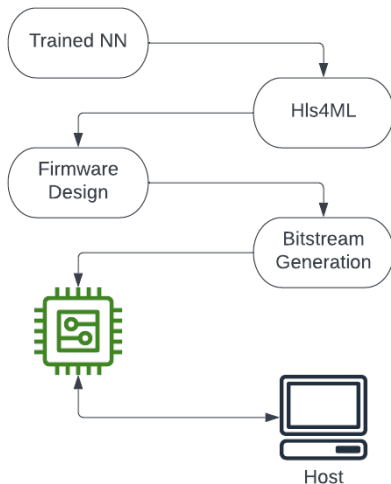 Trained NN
Hls4ML
Firmware
Design
Bitstream
Generation
Host